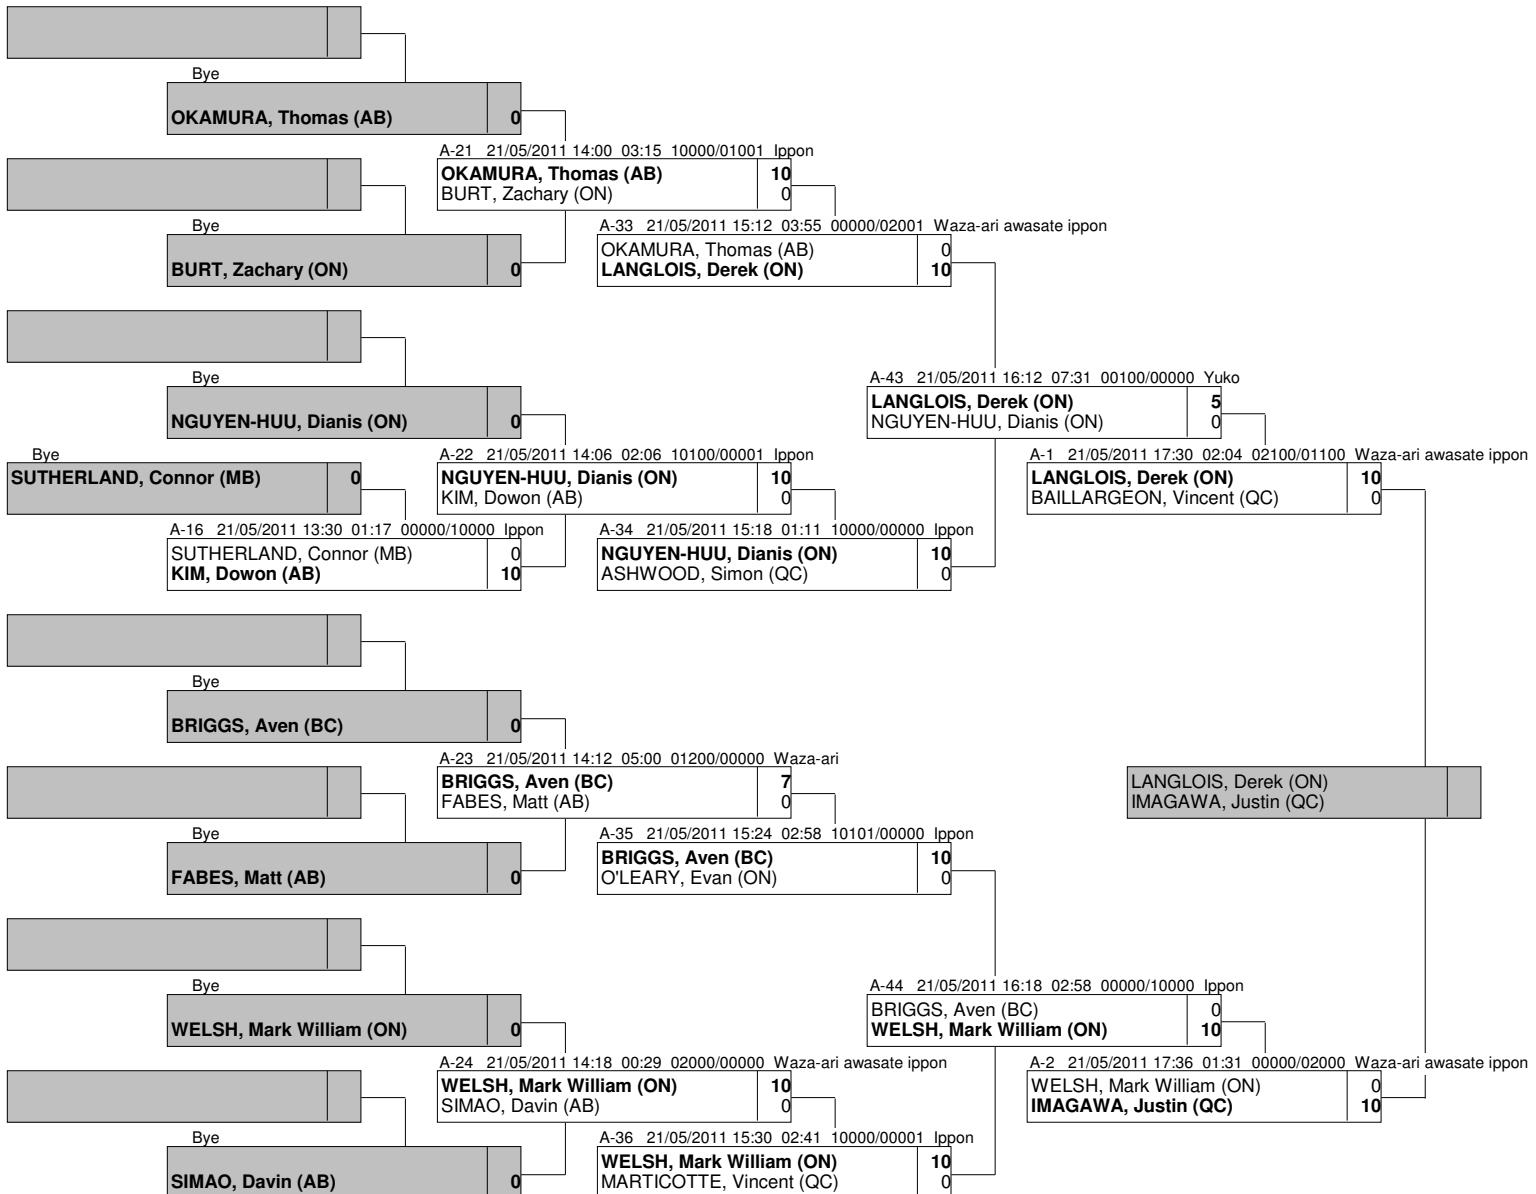 Bye
OKAMURA, Thomas (AB) 0
A-21 21/05/2011 14:00 03:15 10000/01001 Ippon
OKAMURA, Thomas (AB) 10
BURT, Zachary (ON) 0
Bye
BURT, Zachary (ON) 0
A-33 21/05/2011 15:12 03:55 00000/02001 Waza-ari awasate ippon
OKAMURA, Thomas (AB) 0
LANGLOIS, Derek (ON) 10
Bye
NGUYEN-HUU, Dianis (ON) 0
A-43 21/05/2011 16:12 07:31 00100/00000 Yuko
LANGLOIS, Derek (ON) 5
NGUYEN-HUU, Dianis (ON) 0
Bye
SUTHERLAND, Connor (MB) 0
A-22 21/05/2011 14:06 02:06 10100/00001 Ippon
NGUYEN-HUU, Dianis (ON) 10
KIM, Dowon (AB) 0
A-1 21/05/2011 17:30 02:04 02100/01100 Waza-ari awasate ippon
LANGLOIS, Derek (ON) 10
BAILLARGEON, Vincent (QC) 0
A-16 21/05/2011 13:30 01:17 00000/10000 Ippon
SUTHERLAND, Connor (MB) 0
KIM, Dowon (AB) 10
A-34 21/05/2011 15:18 01:11 10000/00000 Ippon
NGUYEN-HUU, Dianis (ON) 10
ASHWOOD, Simon (QC) 0
Bye
BRIGGS, Aven (BC) 0
A-23 21/05/2011 14:12 05:00 01200/00000 Waza-ari
BRIGGS, Aven (BC) 7
FABES, Matt (AB) 0
LANGLOIS, Derek (ON)
IMAGAWA, Justin (QC)
Bye
FABES, Matt (AB) 0
A-35 21/05/2011 15:24 02:58 10101/00000 Ippon
BRIGGS, Aven (BC) 10
O'LEARY, Evan (ON) 0
Bye
WELSH, Mark William (ON) 0
A-44 21/05/2011 16:18 02:58 00000/10000 Ippon
BRIGGS, Aven (BC) 0
WELSH, Mark William (ON) 10
A-24 21/05/2011 14:18 00:29 02000/00000 Waza-ari awasate ippon
WELSH, Mark William (ON) 10
SIMAO, Davin (AB) 0
A-2 21/05/2011 17:36 01:31 00000/02000 Waza-ari awasate ippon
WELSH, Mark William (ON) 0
IMAGAWA, Justin (QC) 10
Bye
SIMAO, Davin (AB) 0
A-36 21/05/2011 15:30 02:41 10000/00001 Ippon
WELSH, Mark William (ON) 10
MARTICOTTE, Vincent (QC) 0